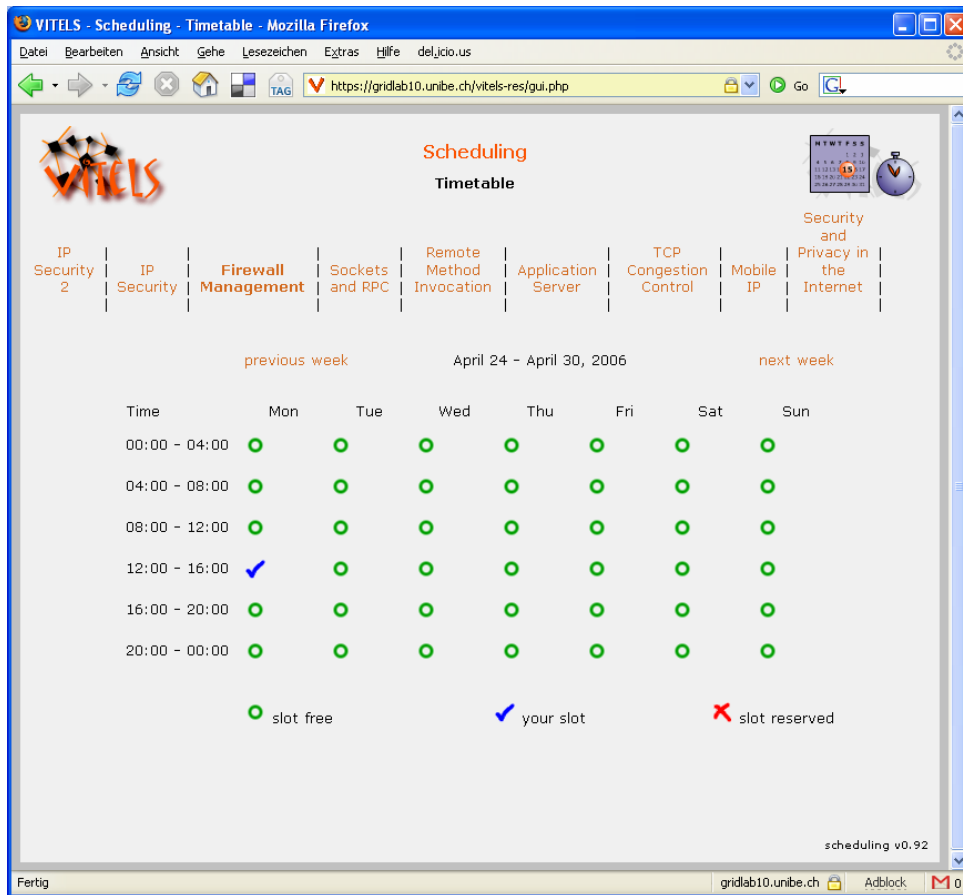 VITELS - Scheduling - Timetable - Mozilla Firefox
Datei Bearbeiten Ansicht Gehe Lesezeichen Extras Hilfe del.icio.us
TAG https://gridlab10.unibe.ch/vitels-res/gui.php Go G
VITELS
Scheduling
Timetable
M T W T F S S
15
IP Security 2 | IP Security | Firewall Management | Sockets and RPC | Remote Method Invocation | Application Server | TCP Congestion Control | Mobile IP | Security and Privacy in the Internet |
previous week April 24 - April 30, 2006 next week
Time Mon Tue Wed Thu Fri Sat Sun
00:00 - 04:00
04:00 - 08:00
08:00 - 12:00
12:00 - 16:00
16:00 - 20:00
20:00 - 00:00
slot free your slot slot reserved
scheduling v0.92
Fertig gridlab10.unibe.ch Adblock 0